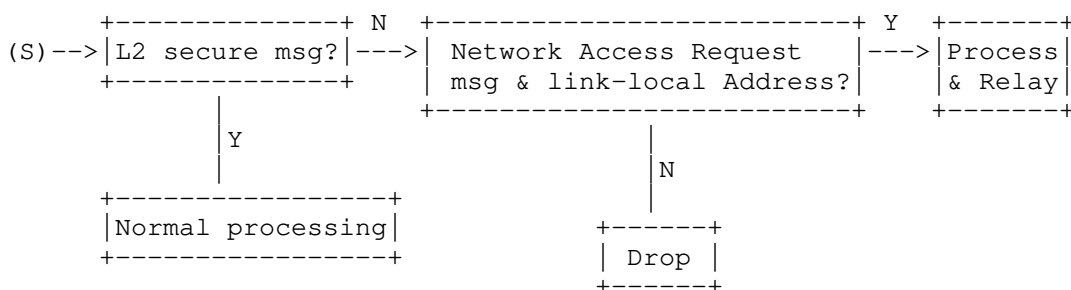 N Y
(S)-->|L2 secure msg?|--->| Network Access Request |--->|Process|
| msg & link-local Address?| |& Relay|
Y
N
|Normal processing|
| Drop |